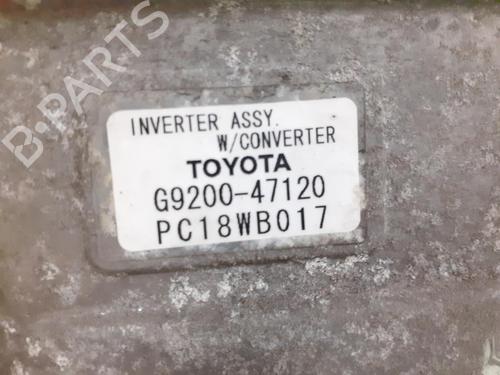 B-PARTS
INVERTER ASSY.
W/CONVERTER
TOYOTA
G9200-47120
PC18WB017